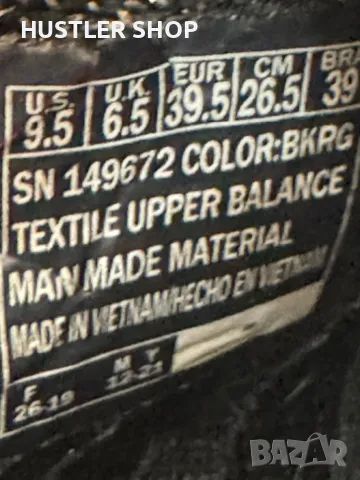 HUSTLER SHOP
U.S. U.K. EUR CM BRA
9.5 6.5 39.5 26.5 39
SN 149672 COLOR:BKRG
TEXTILE UPPER BALANCE
MAN MADE MATERIAL
MADE IN VIETNAM/HECHO EN VIETNAM
F M Y
26-19 12-21
bazar